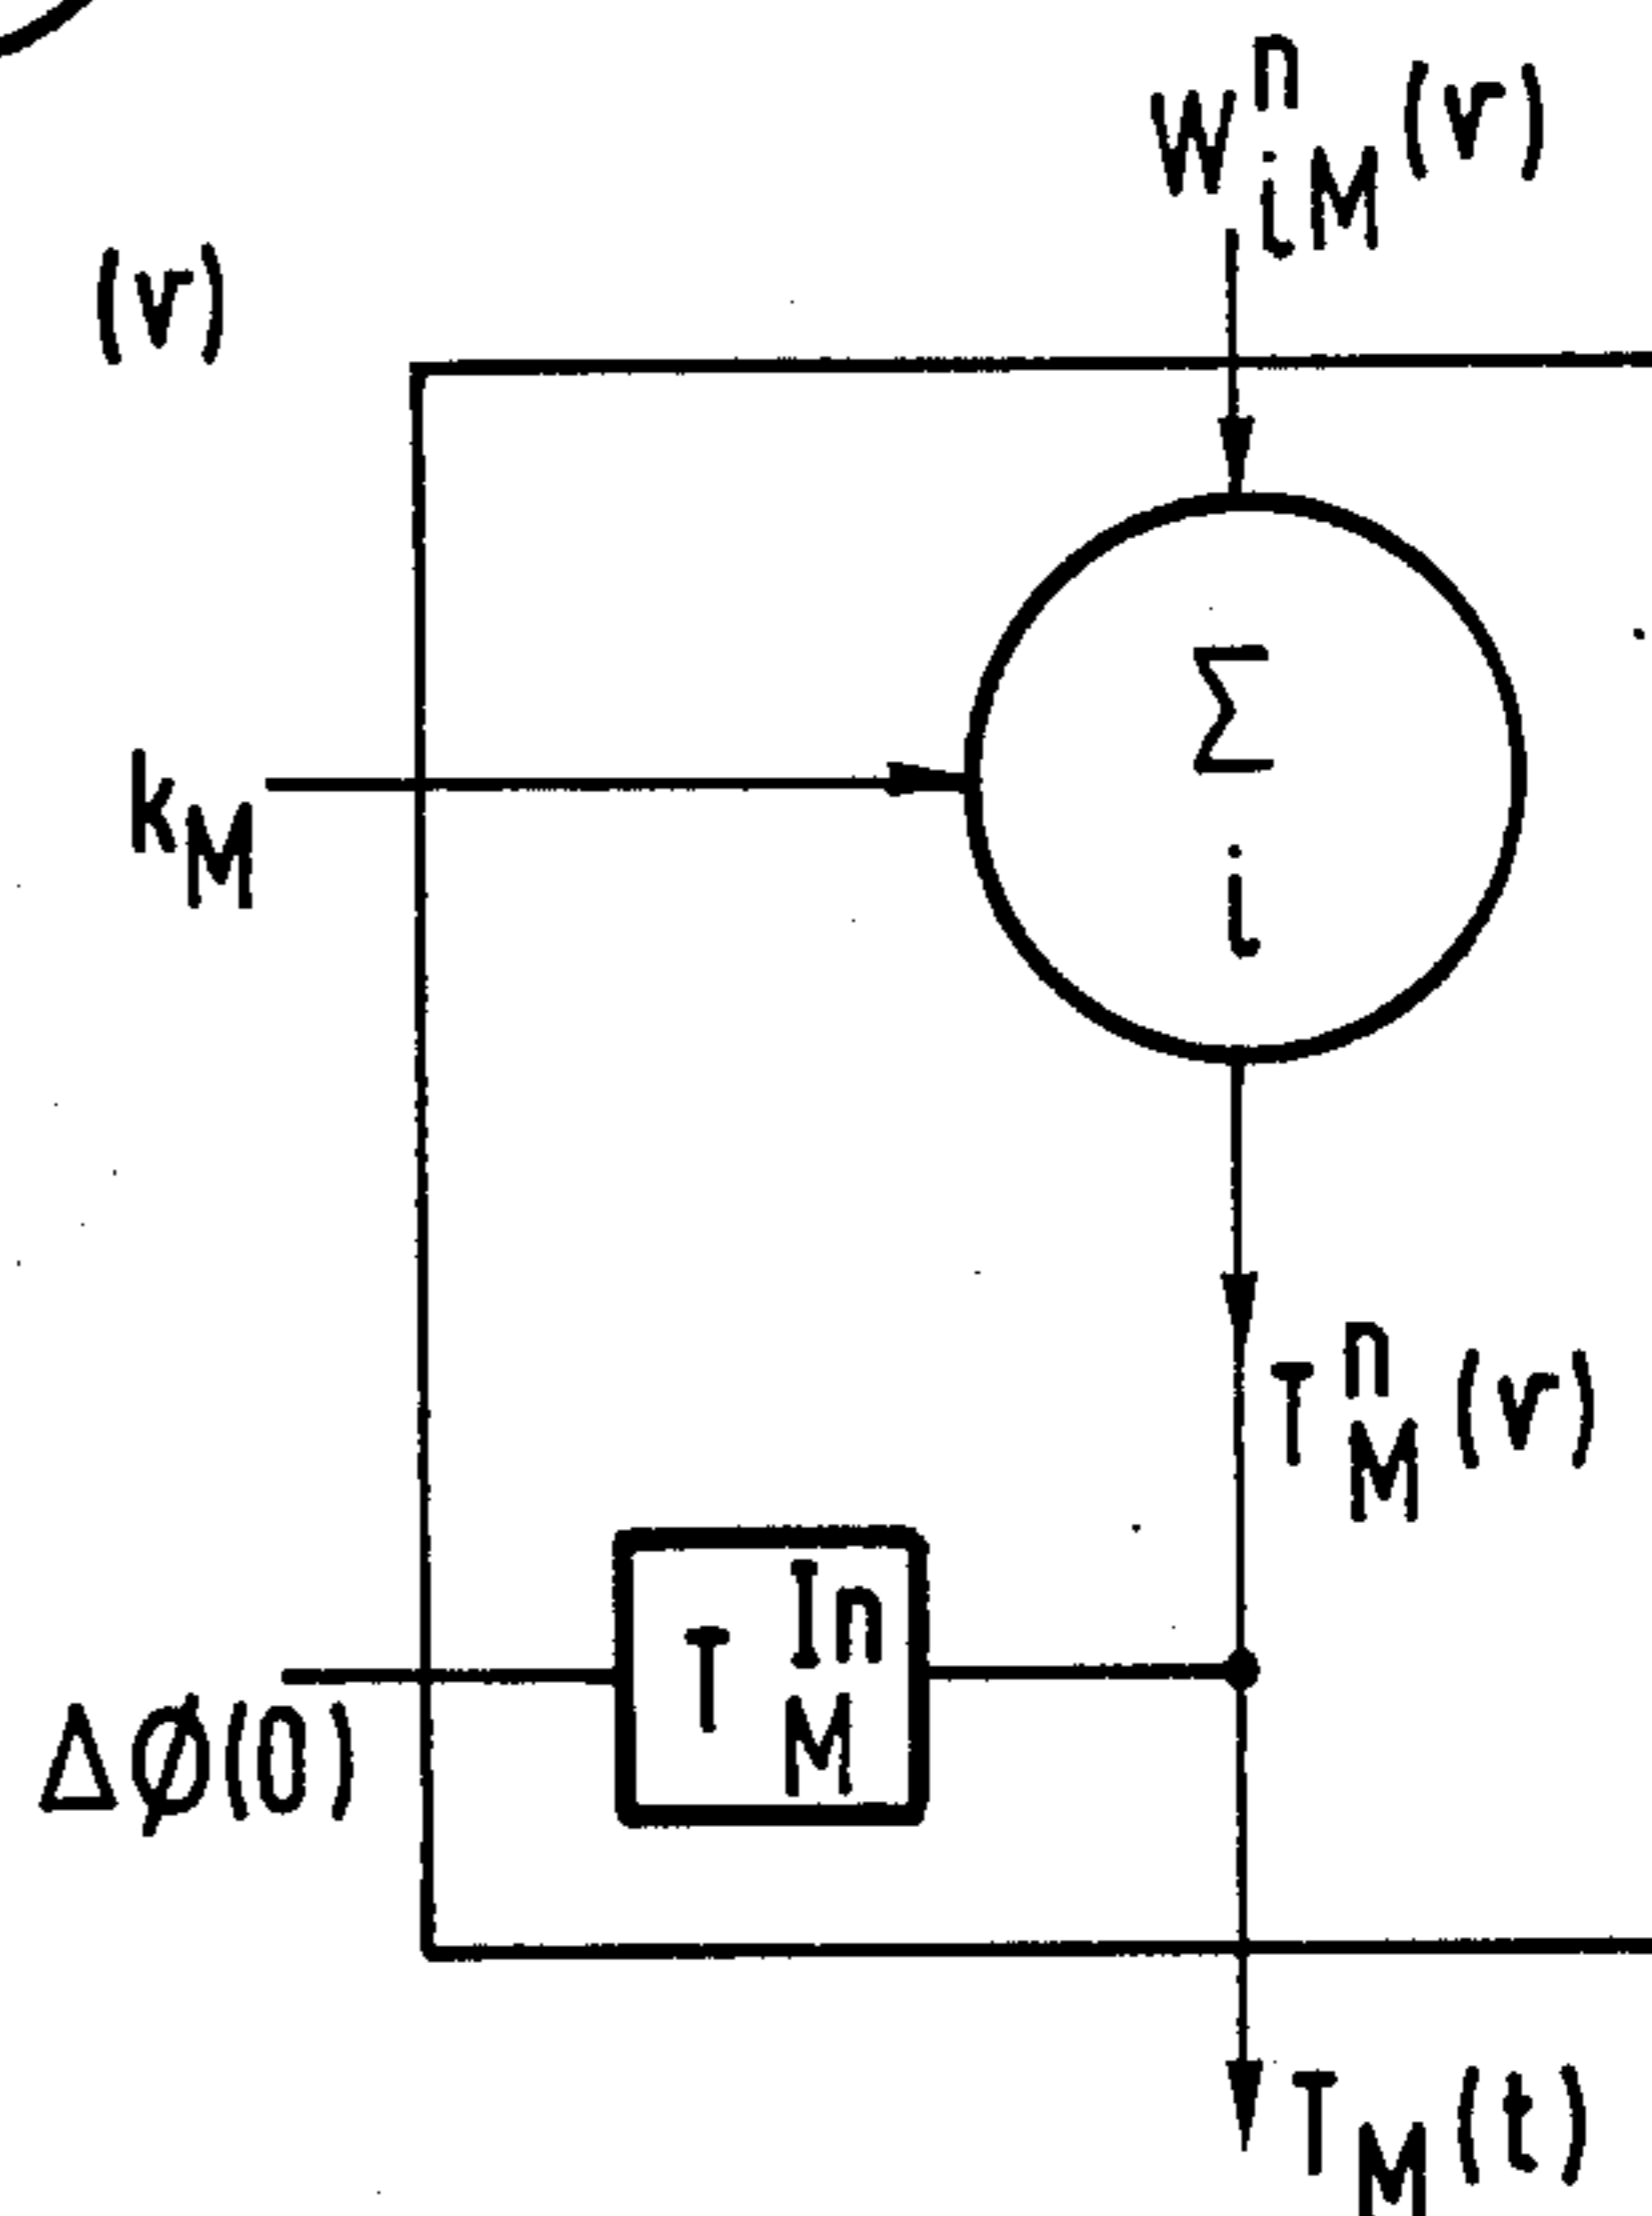 W^n_iM(r)
(r)
Σ
i
k_M
T^n_M(r)
T^In_M
Δø(0)
T_M(t)